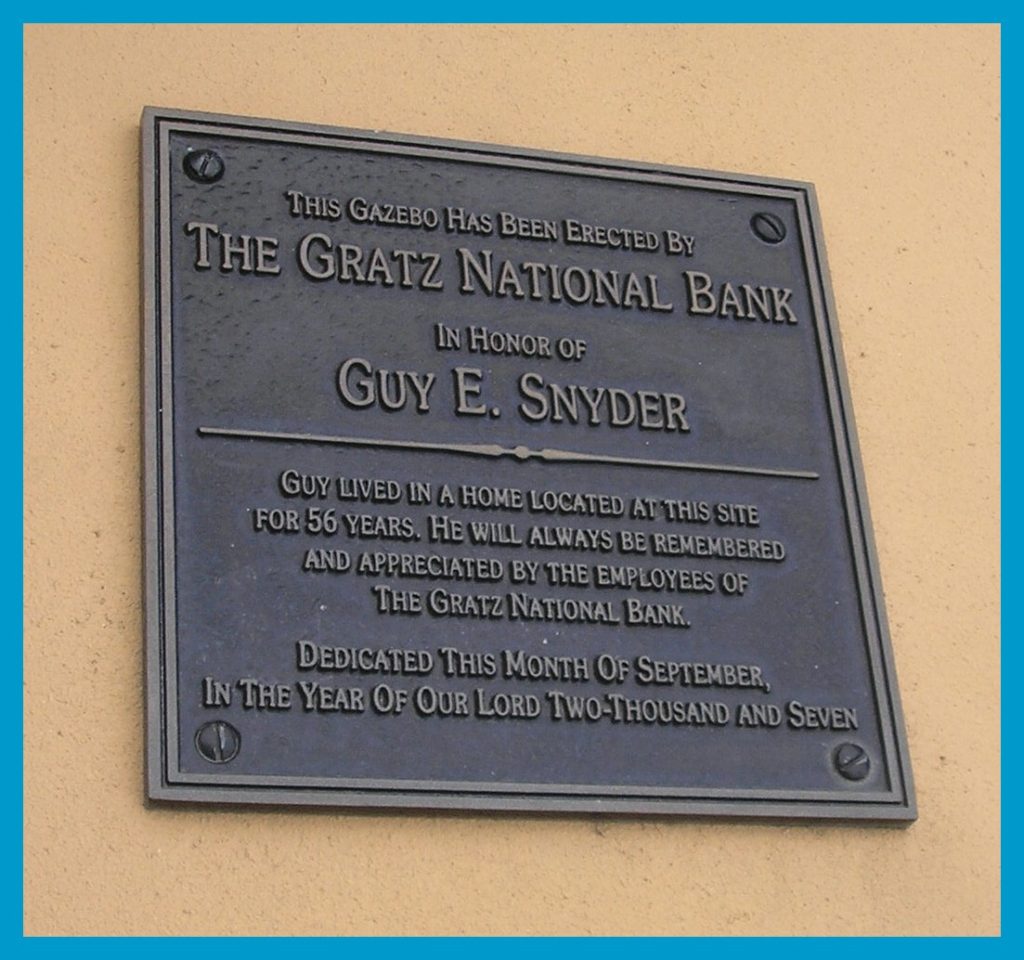 This Gazebo Has Been Erected By
The Gratz National Bank
In Honor of
Guy E. Snyder
Guy lived in a home located at this site
for 56 years. He will always be remembered
and appreciated by the employees of
The Gratz National Bank.
Dedicated This Month Of September,
In The Year Of Our Lord Two-Thousand and Seven